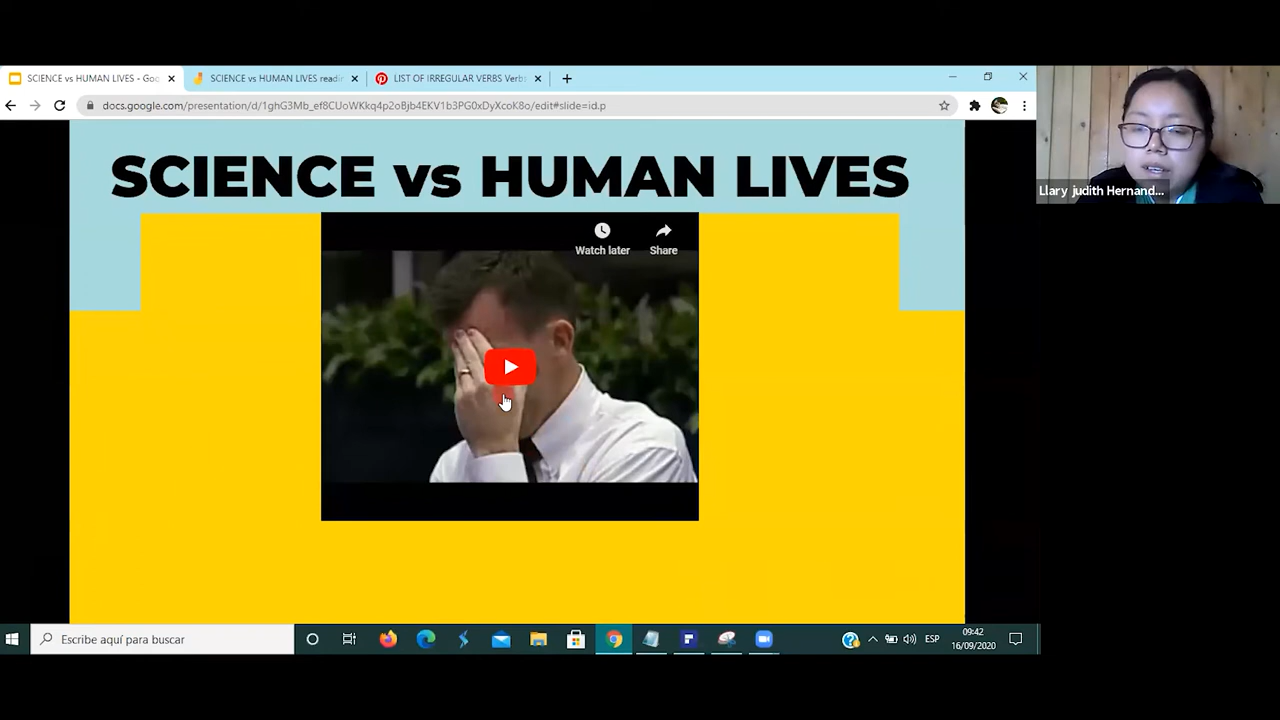 SCIENCE vs HUMAN LIVES - Goo
SCIENCE vs HUMAN LIVES readi
LIST OF IRREGULAR VERBS Verbs
docs.google.com/presentation/d/1ghG3Mb_ef8CUoWKkq4p2oBjb4EKV1b3PG0xDyXcoK8o/edit#slide=id.p
SCIENCE vs HUMAN LIVES
Watch later
Share
Llary judith Hernand...
Escribe aquí para buscar
ESP
09:42
16/09/2020